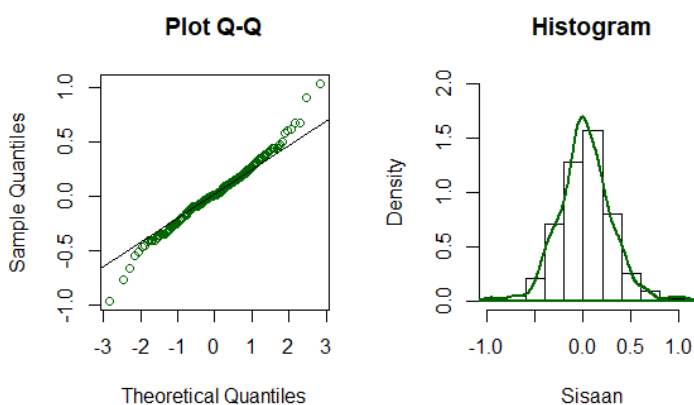 Plot Q-Q
Sample Quantiles
1.0
0.5
0.0
-0.5
-1.0
-3 -2 -1 0 1 2 3
Theoretical Quantiles
Histogram
Density
2.0
1.5
1.0
0.5
0.0
-1.0 0.0 0.5 1.0
Sisaan